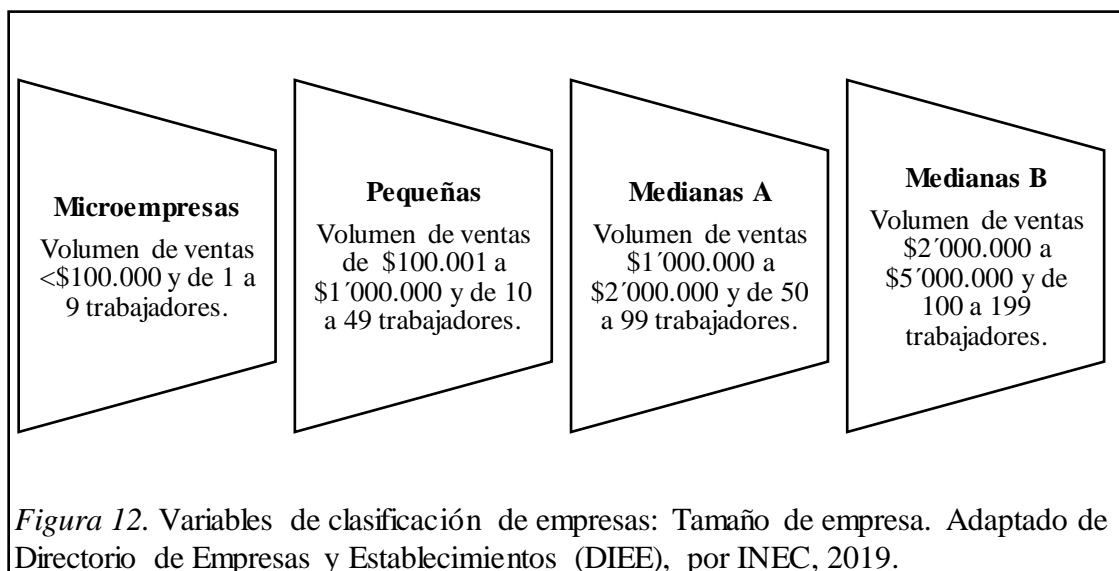 Microempresas
Volumen de ventas
<$100.000 y de 1 a
9 trabajadores.
Pequeñas
Volumen de ventas
de $100.001 a
$1´000.000 y de 10
a 49 trabajadores.
Medianas A
Volumen de ventas
$1´000.000 a
$2´000.000 y de 50
a 99 trabajadores.
Medianas B
Volumen de ventas
$2´000.000 a
$5´000.000 y de
100 a 199
trabajadores.
Figura 12. Variables de clasificación de empresas: Tamaño de empresa. Adaptado de
Directorio de Empresas y Establecimientos (DIEE), por INEC, 2019.